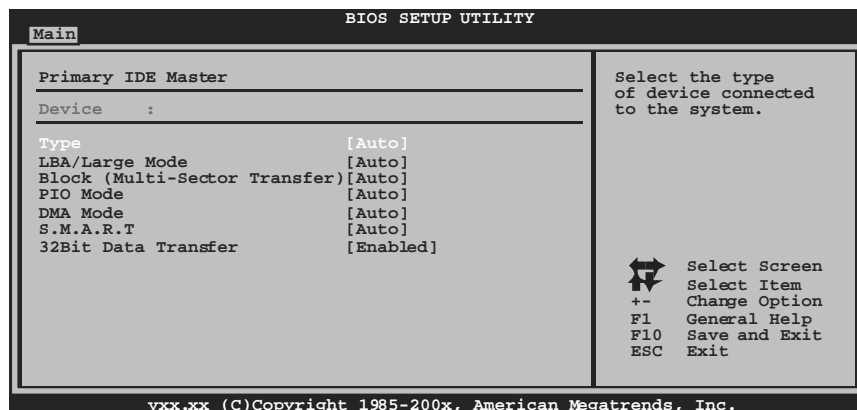 BIOS SETUP UTILITY
Main
Primary IDE Master
Device :
Type [Auto]
LBA/Large Mode [Auto]
Block (Multi-Sector Transfer)[Auto]
PIO Mode [Auto]
DMA Mode [Auto]
S.M.A.R.T [Auto]
32Bit Data Transfer [Enabled]
Select the type
of device connected
to the system.
Select Screen
Select Item
+- Change Option
F1 General Help
F10 Save and Exit
ESC Exit
vxx.xx (C)Copyright 1985-200x, American Megatrends, Inc.